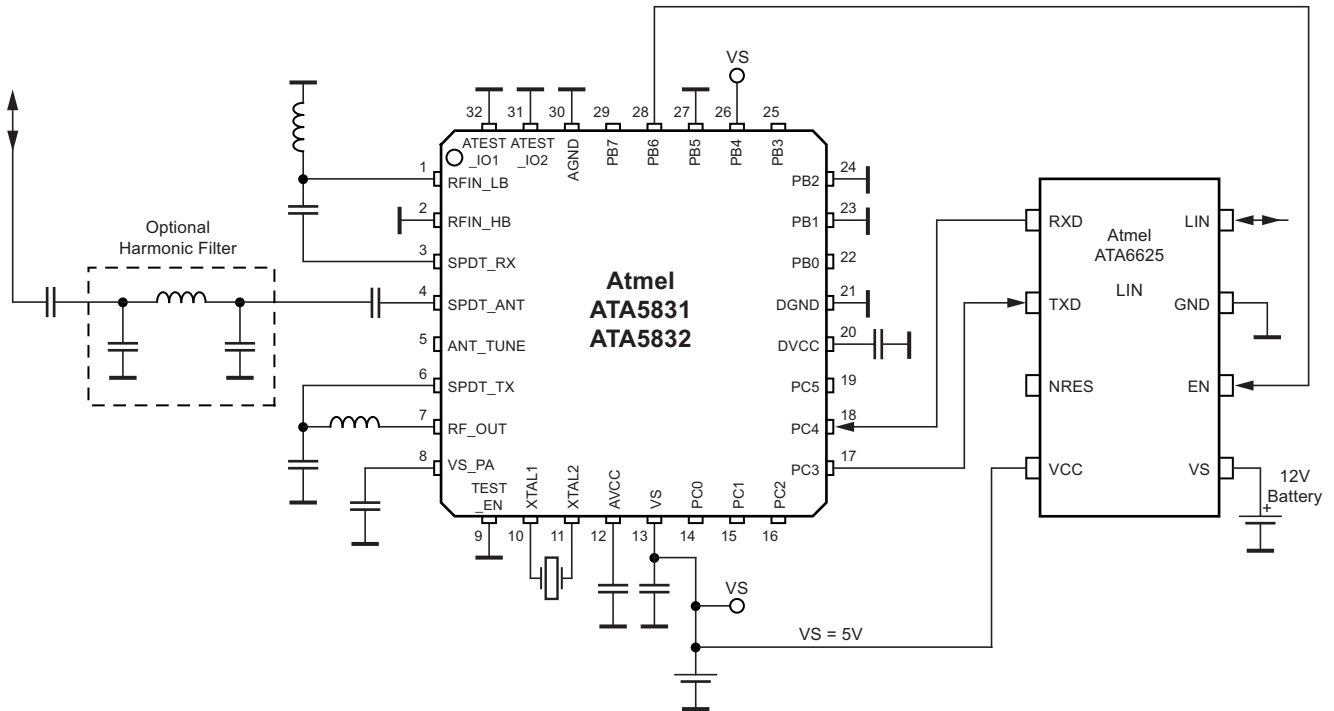 VS
32
31
30
29
28
27
26
25
ATEST
_IO1
ATEST
_IO2
AGND
PB7
PB6
PB5
PB4
PB3
1
RFIN_LB
2
RFIN_HB
3
SPDT_RX
4
SPDT_ANT
5
ANT_TUNE
6
SPDT_TX
7
RF_OUT
8
VS_PA
Optional
Harmonic Filter
Atmel
ATA5831
ATA5832
24
PB2
23
PB1
22
PB0
21
DGND
20
DVCC
19
PC5
18
PC4
17
PC3
TEST
_EN
XTAL1
XTAL2
AVCC
VS
PC0
PC1
PC2
9
10
11
12
13
14
15
16
VS
VS = 5V
RXD
TXD
NRES
VCC
Atmel
ATA6625
LIN
LIN
GND
EN
VS
12V
Battery
+